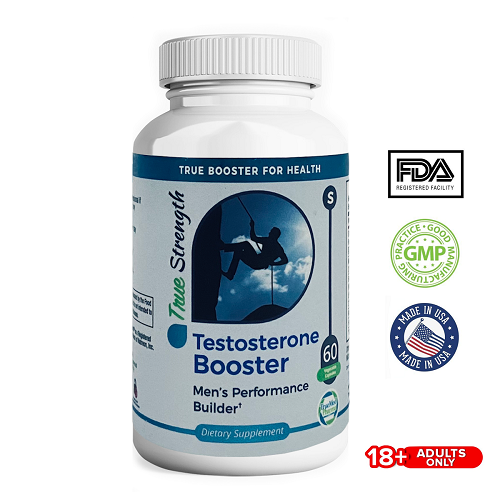 TRUE BOOSTER FOR HEALTH
S
True Strength
Testosterone
Booster
60
Men's Performance
Builder†
Dietary Supplement
FDA
REGISTERED FACILITY
GOOD MANUFACTURING PRACTICE
GMP
MADE IN USA
MADE IN USA
18+ ADULTS
ONLY